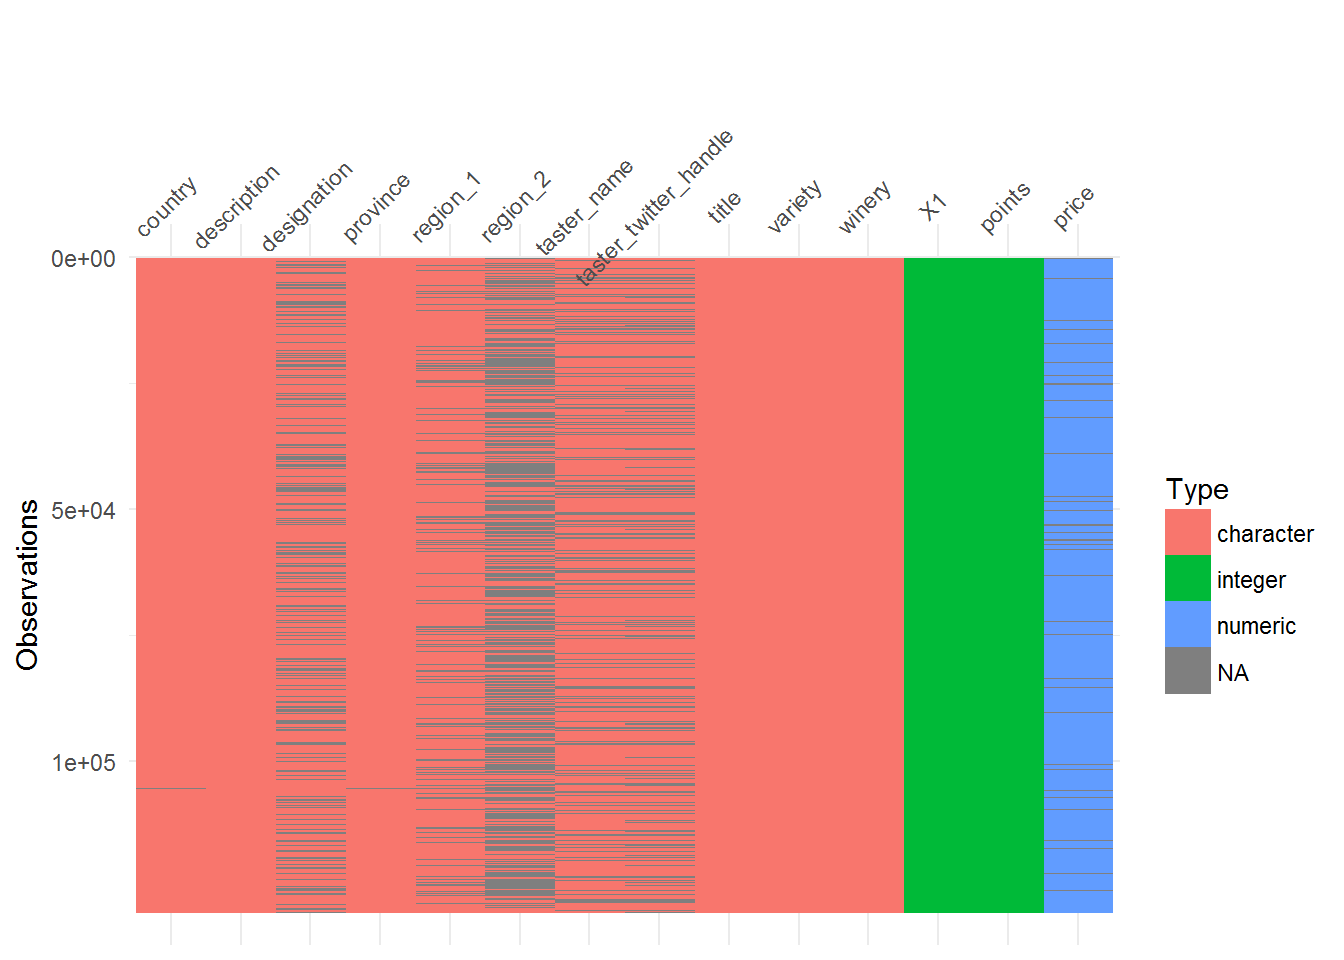 country
description
designation
province
region_1
region_2
taster_name
taster_twitter_handle
title
variety
winery
X1
points
price
0e+00
5e+04
1e+05
Observations
Type
character
integer
numeric
NA